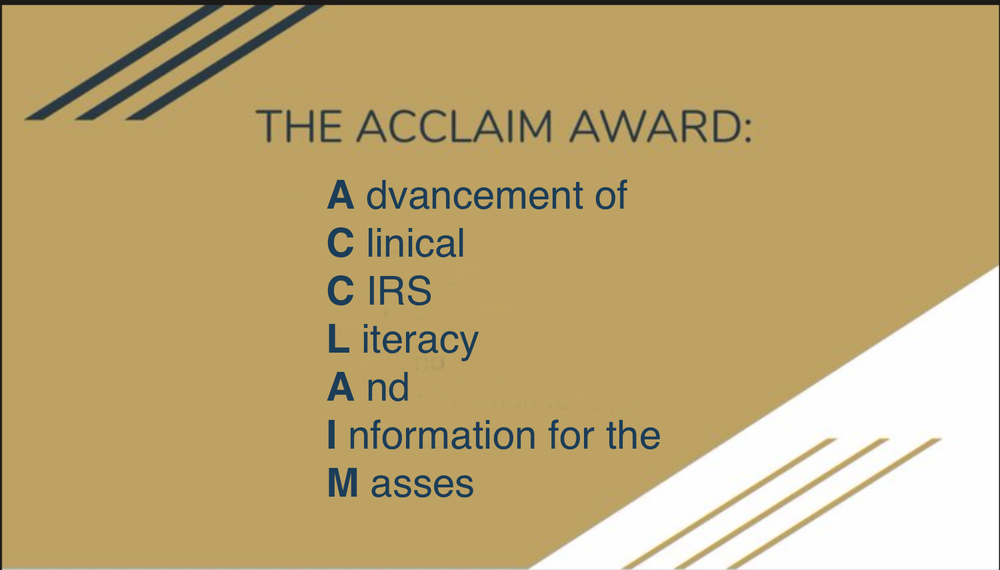 THE ACCLAIM AWARD:
A dvancement of
C linical
C IRS
L iteracy
A nd
I nformation for the
M asses